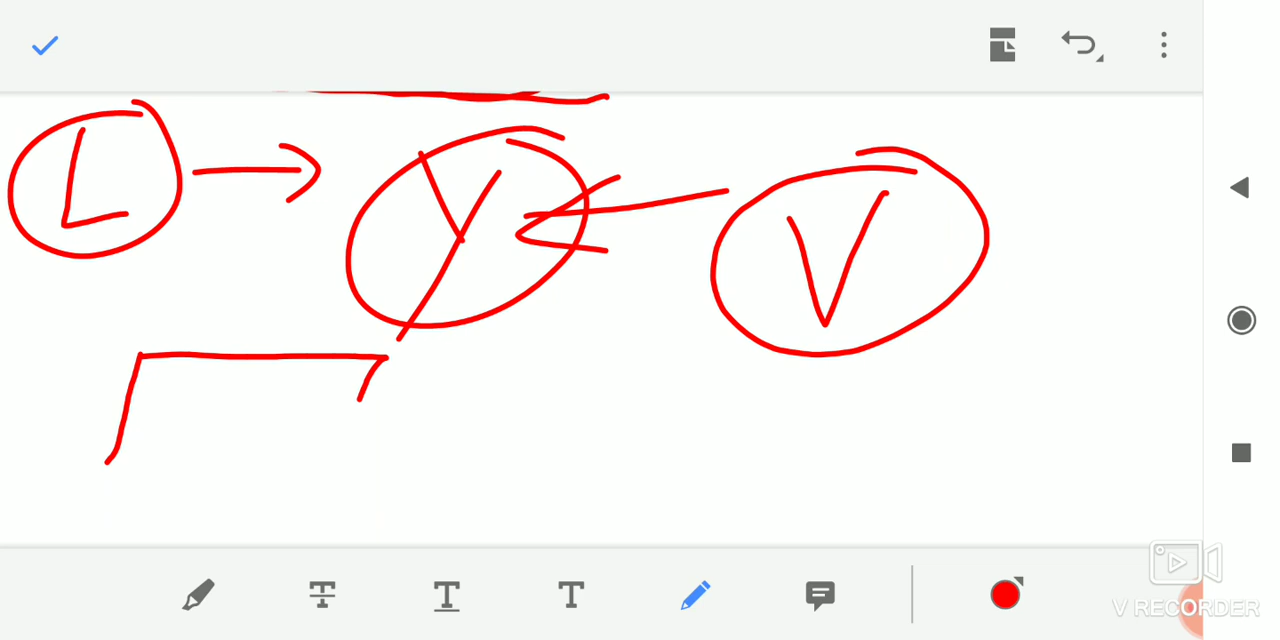 L → Y ← V
V RECORDER